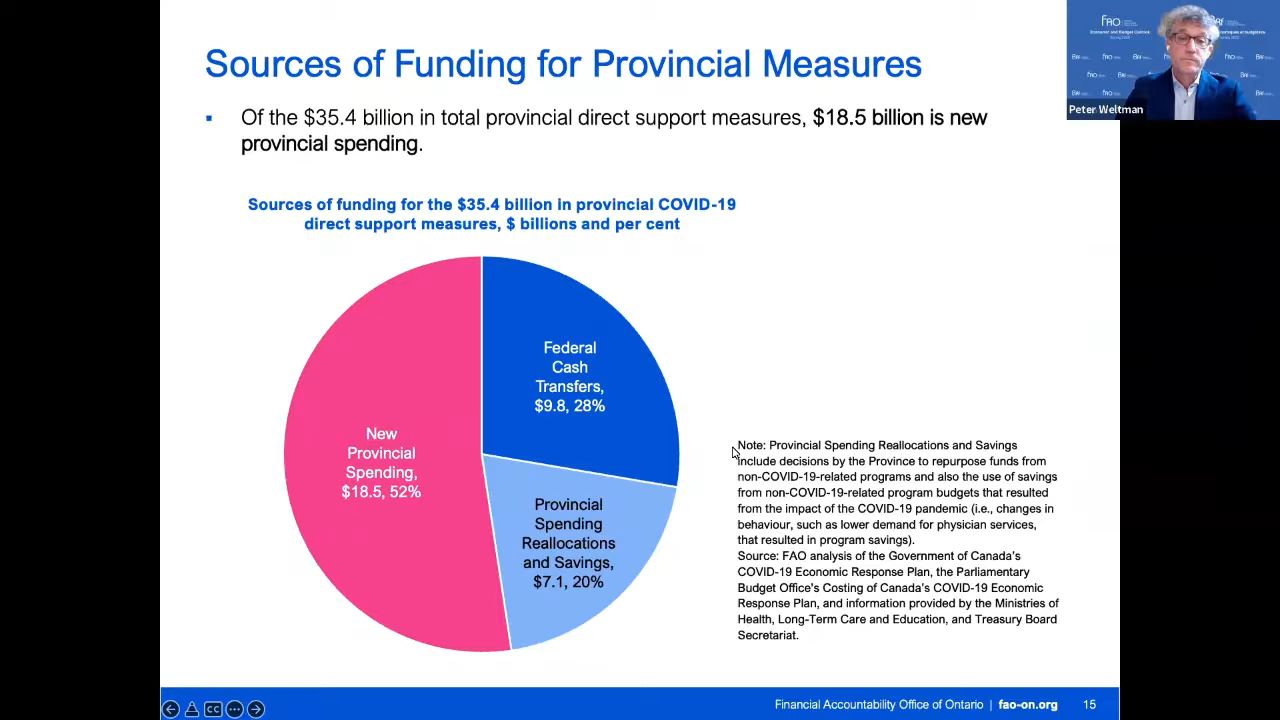 Sources of Funding for Provincial Measures
Of the $35.4 billion in total provincial direct support measures, $18.5 billion is new
provincial spending.
Sources of funding for the $35.4 billion in provincial COVID-19
direct support measures, $ billions and per cent
Federal
Cash
Transfers,
$9.8, 28%
New
Provincial
Spending,
$18.5, 52%
Provincial
Spending
Reallocations
and Savings,
$7.1, 20%
Note: Provincial Spending Reallocations and Savings
include decisions by the Province to repurpose funds from
non-COVID-19-related programs and also the use of savings
from non-COVID-19-related program budgets that resulted
from the impact of the COVID-19 pandemic (i.e., changes in
behaviour, such as lower demand for physician services,
that resulted in program savings).
Source: FAO analysis of the Government of Canada's
COVID-19 Economic Response Plan, the Parliamentary
Budget Office's Costing of Canada's COVID-19 Economic
Response Plan, and information provided by the Ministries of
Health, Long-Term Care and Education, and Treasury Board
Secretariat.
CC
Financial Accountability Office of Ontario | fao-on.org 15
FAO
Peter Weltman